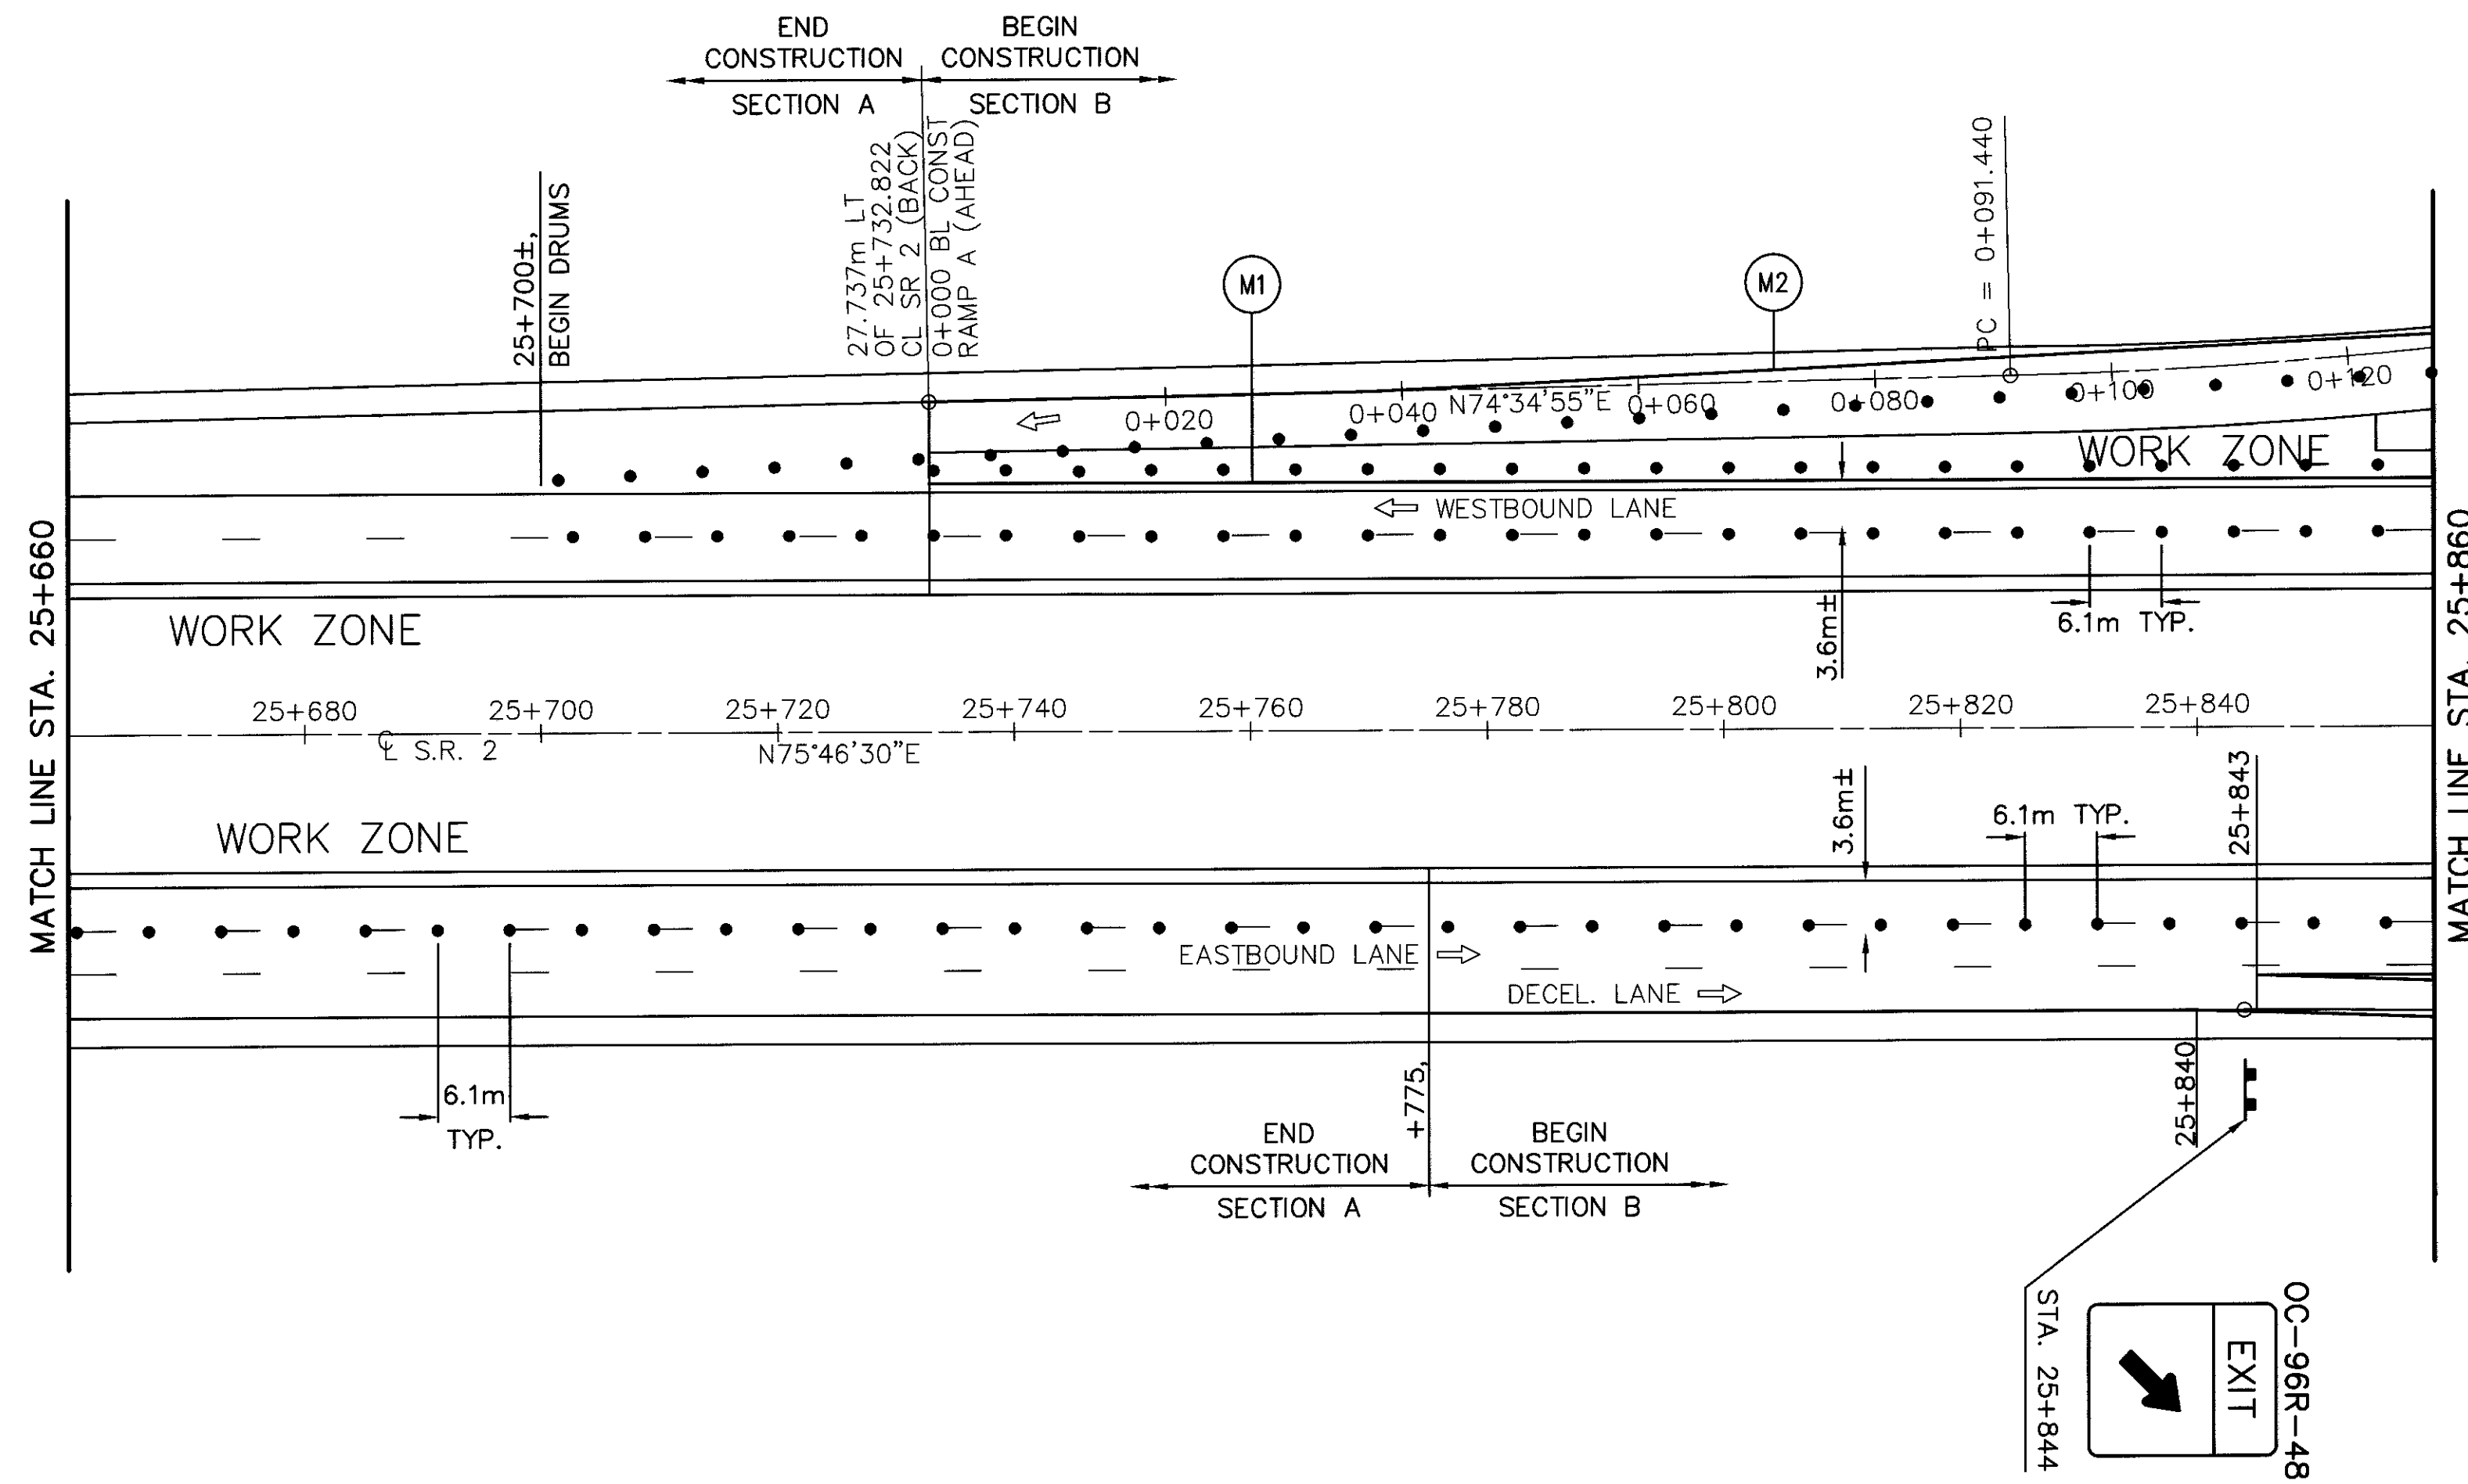 END
CONSTRUCTION
SECTION A
BEGIN
CONSTRUCTION
SECTION B
25+700±,
BEGIN DRUMS
27.737m LT
OF 25+732.822
CL SR 2 (BACK)
0+000 BL CONST
RAMP A (AHEAD)
M1
M2
PC = 0+091.440
0+020
0+040
N74°34'55"E
0+060
0+080
0+100
0+120
WORK ZONE
WESTBOUND LANE
WORK ZONE
3.6m±
6.1m TYP.
MATCH LINE STA. 25+660
MATCH LINE STA. 25+860
25+680
25+700
25+720
25+740
25+760
25+780
25+800
25+820
25+840
℄ S.R. 2
N75°46'30"E
WORK ZONE
3.6m±
6.1m TYP.
25+843
EASTBOUND LANE
DECEL. LANE
6.1m
TYP.
+775,
25+840
END
CONSTRUCTION
SECTION A
BEGIN
CONSTRUCTION
SECTION B
STA. 25+844
EXIT
OC-96R-48